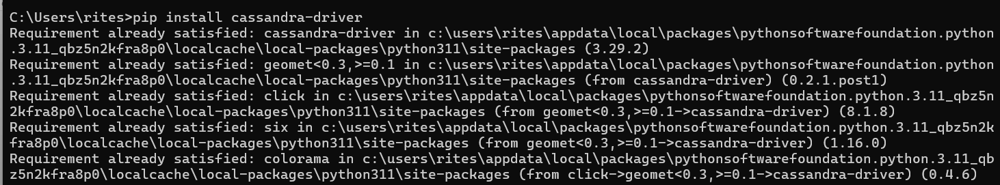 C:\Users\rites>pip install cassandra-driver
Requirement already satisfied: cassandra-driver in c:\users\rites\appdata\local\packages\pythonsoftwarefoundation.python
.3.11_qbz5n2kfra8p0\localcache\local-packages\python311\site-packages (3.29.2)
Requirement already satisfied: geomet<0.3,>=0.1 in c:\users\rites\appdata\local\packages\pythonsoftwarefoundation.python
.3.11_qbz5n2kfra8p0\localcache\local-packages\python311\site-packages (from cassandra-driver) (0.2.1.post1)
Requirement already satisfied: click in c:\users\rites\appdata\local\packages\pythonsoftwarefoundation.python.3.11_qbz5n
2kfra8p0\localcache\local-packages\python311\site-packages (from geomet<0.3,>=0.1->cassandra-driver) (8.1.8)
Requirement already satisfied: six in c:\users\rites\appdata\local\packages\pythonsoftwarefoundation.python.3.11_qbz5n2k
fra8p0\localcache\local-packages\python311\site-packages (from geomet<0.3,>=0.1->cassandra-driver) (1.16.0)
Requirement already satisfied: colorama in c:\users\rites\appdata\local\packages\pythonsoftwarefoundation.python.3.11_qb
z5n2kfra8p0\localcache\local-packages\python311\site-packages (from click->geomet<0.3,>=0.1->cassandra-driver) (0.4.6)